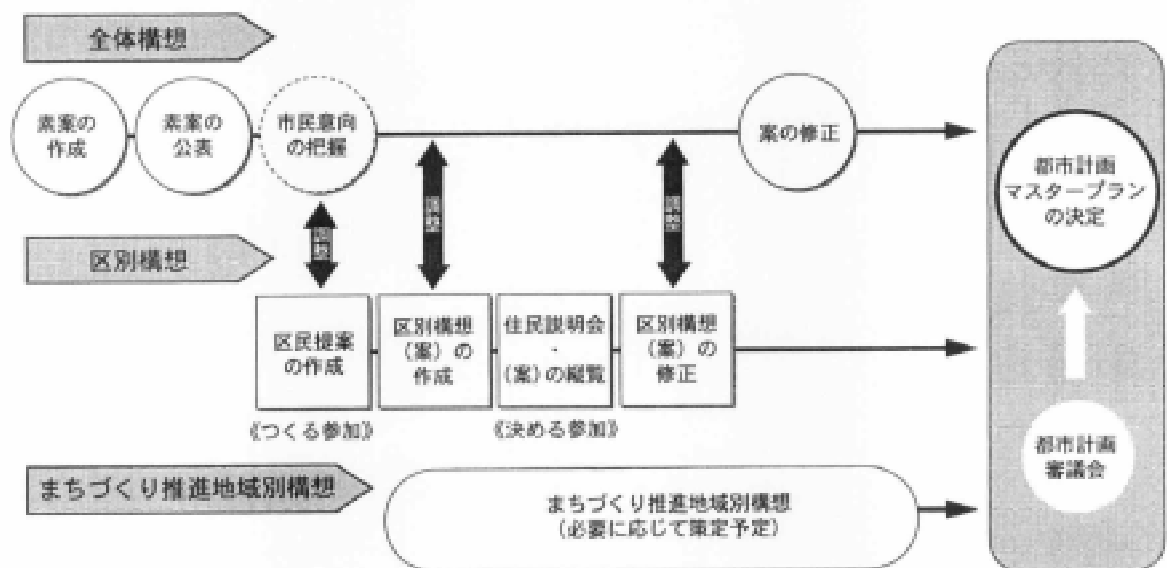 全体構想
素案の
作成
素案の
公表
市民意向
の把握
案の修正
調整
調整
調整
区別構想
区民提案
の作成
区別構想
(案)の
作成
住民説明会
・
(案)の縦覧
区別構想
(案)の
修正
《つくる参加》
《決める参加》
まちづくり推進地域別構想
まちづくり推進地域別構想
(必要に応じて策定予定)
都市計画
マスタープラン
の決定
都市計画
審議会